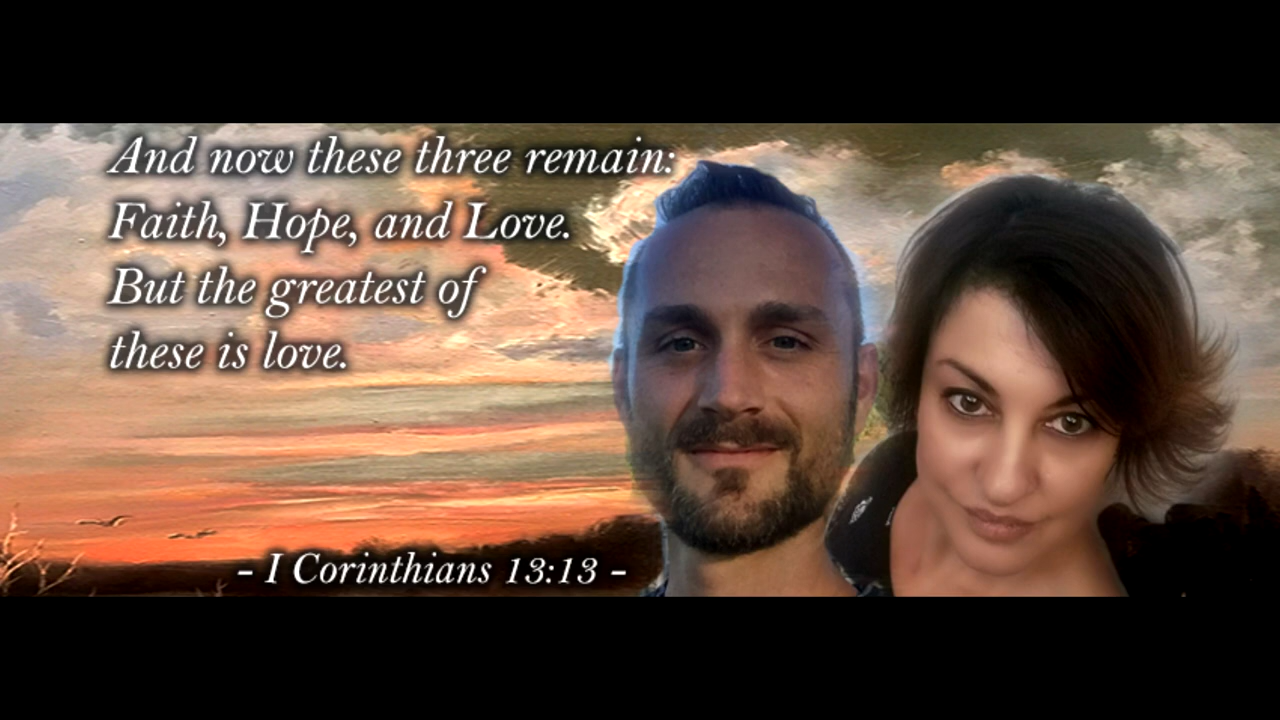 And now these three remain:
Faith, Hope, and Love.
But the greatest of
these is love.
- I Corinthians 13:13 -